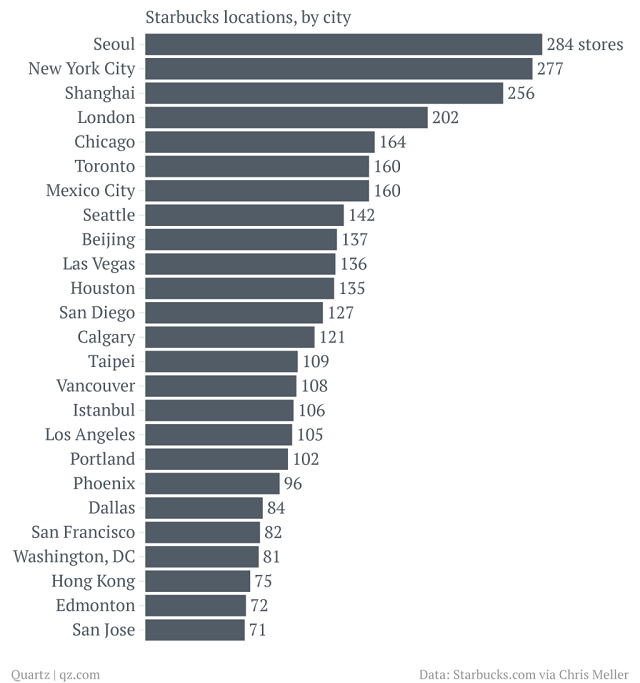 Starbucks locations, by city
Seoul 284 stores
New York City 277
Shanghai 256
London 202
Chicago 164
Toronto 160
Mexico City 160
Seattle 142
Beijing 137
Las Vegas 136
Houston 135
San Diego 127
Calgary 121
Taipei 109
Vancouver 108
Istanbul 106
Los Angeles 105
Portland 102
Phoenix 96
Dallas 84
San Francisco 82
Washington, DC 81
Hong Kong 75
Edmonton 72
San Jose 71
Quartz | qz.com Data: Starbucks.com via Chris Meller